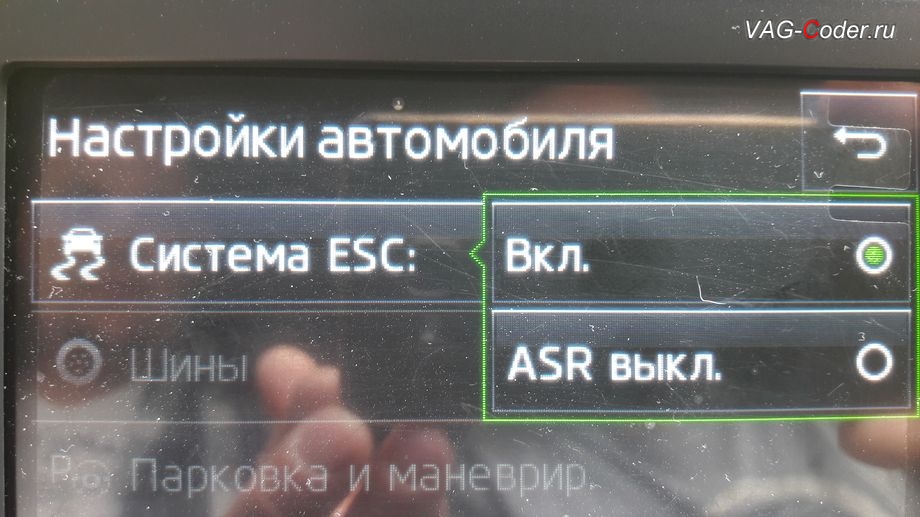 VAG-Coder.ru
Настройки автомобиля
Система ESC:
Вкл.
Шины
ASR выкл.
Парковка и маневрир.